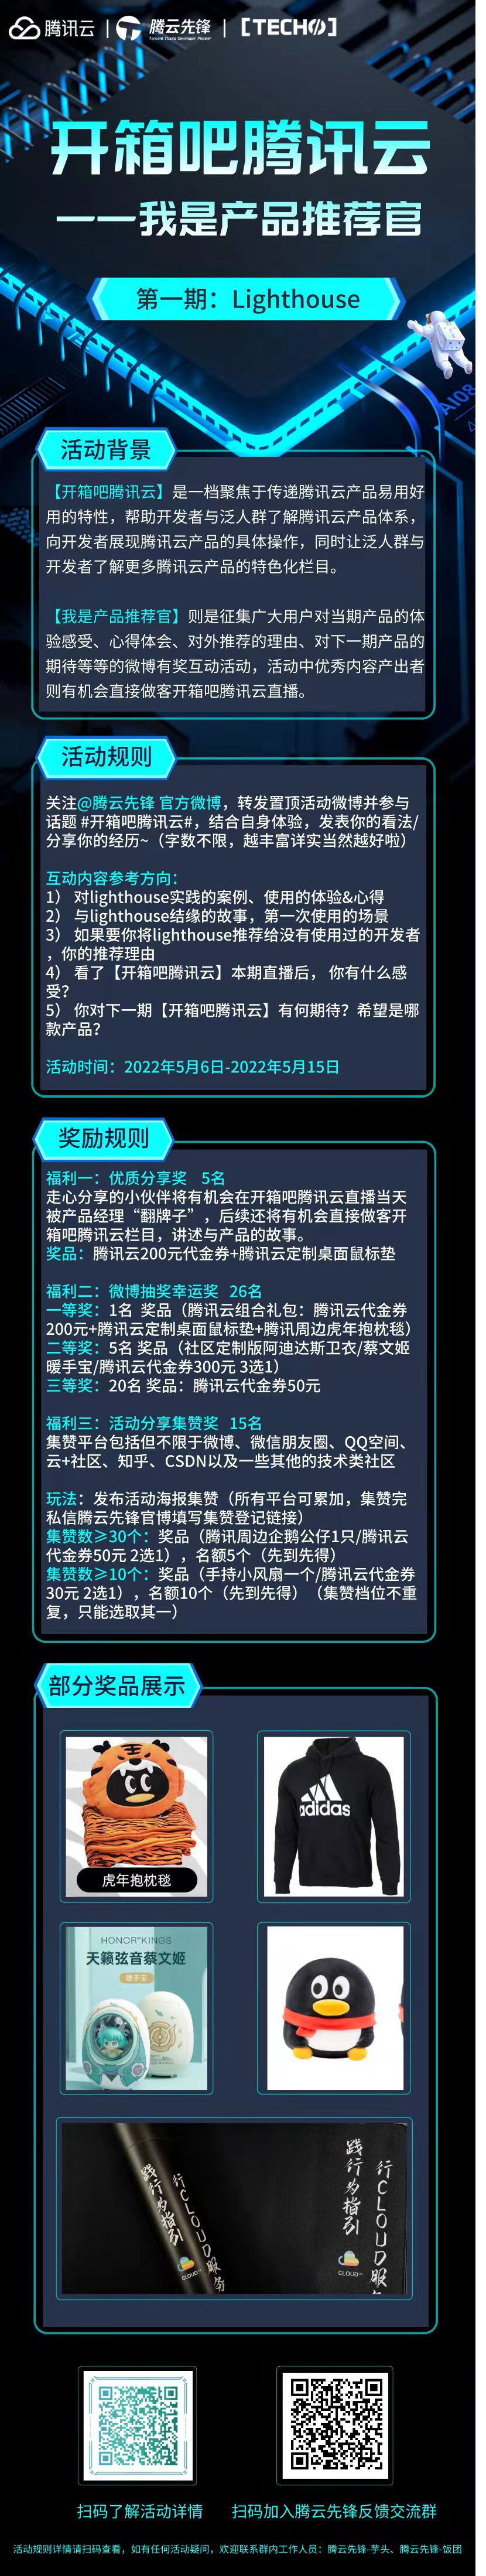 腾讯云 | 腾云先锋 Tencent Cloud Developer Pioneer | 【TECHO】
开箱吧腾讯云
——我是产品推荐官
第一期：Lighthouse
AI08
活动背景
【开箱吧腾讯云】是一档聚焦于传递腾讯云产品易用好
用的特性，帮助开发者与泛人群了解腾讯云产品体系，
向开发者展现腾讯云产品的具体操作，同时让泛人群与
开发者了解更多腾讯云产品的特色化栏目。
【我是产品推荐官】则是征集广大用户对当期产品的体
验感受、心得体会、对外推荐的理由、对下一期产品的
期待等等的微博有奖互动活动，活动中优秀内容产出者
则有机会直接做客开箱吧腾讯云直播。
活动规则
关注@腾云先锋 官方微博，转发置顶活动微博并参与
话题 #开箱吧腾讯云#，结合自身体验，发表你的看法/
分享你的经历~（字数不限，越丰富详实当然越好啦）
互动内容参考方向：
1） 对lighthouse实践的案例、使用的体验&心得
2） 与lighthouse结缘的故事，第一次使用的场景
3） 如果要你将lighthouse推荐给没有使用过的开发者
，你的推荐理由
4） 看了【开箱吧腾讯云】本期直播后， 你有什么感
受？
5） 你对下一期【开箱吧腾讯云】有何期待？希望是哪
款产品？
活动时间：2022年5月6日-2022年5月15日
奖励规则
福利一：优质分享奖 5名
走心分享的小伙伴将有机会在开箱吧腾讯云直播当天
被产品经理“翻牌子”，后续还将有机会直接做客开
箱吧腾讯云栏目，讲述与产品的故事。
奖品：腾讯云200元代金券+腾讯云定制桌面鼠标垫
福利二：微博抽奖幸运奖 26名
一等奖：1名 奖品（腾讯云组合礼包：腾讯云代金券
200元+腾讯云定制桌面鼠标垫+腾讯周边虎年抱枕毯）
二等奖：5名 奖品（社区定制版阿迪达斯卫衣/蔡文姬
暖手宝/腾讯云代金券300元 3选1）
三等奖：20名 奖品：腾讯云代金券50元
福利三：活动分享集赞奖 15名
集赞平台包括但不限于微博、微信朋友圈、QQ空间、
云+社区、知乎、CSDN以及一些其他的技术类社区
玩法：发布活动海报集赞（所有平台可累加，集赞完
私信腾云先锋官博填写集赞登记链接）
集赞数≥30个：奖品（腾讯周边企鹅公仔1只/腾讯云
代金券50元 2选1），名额5个（先到先得）
集赞数≥10个：奖品（手持小风扇一个/腾讯云代金券
30元 2选1），名额10个（先到先得）（集赞档位不重
复，只能选取其一）
部分奖品展示
虎年抱枕毯
adidas
HONOR OF KINGS
天籁弦音蔡文姬
暖手宝
践行为指引
行CLOUD服务
CLOUD
践行为指引
行CLOUD服
CLOUD
扫码了解活动详情
扫码加入腾云先锋反馈交流群
活动规则详情请扫码查看，如有任何活动疑问，欢迎联系群内工作人员：腾云先锋-芋头、腾云先锋-饭团